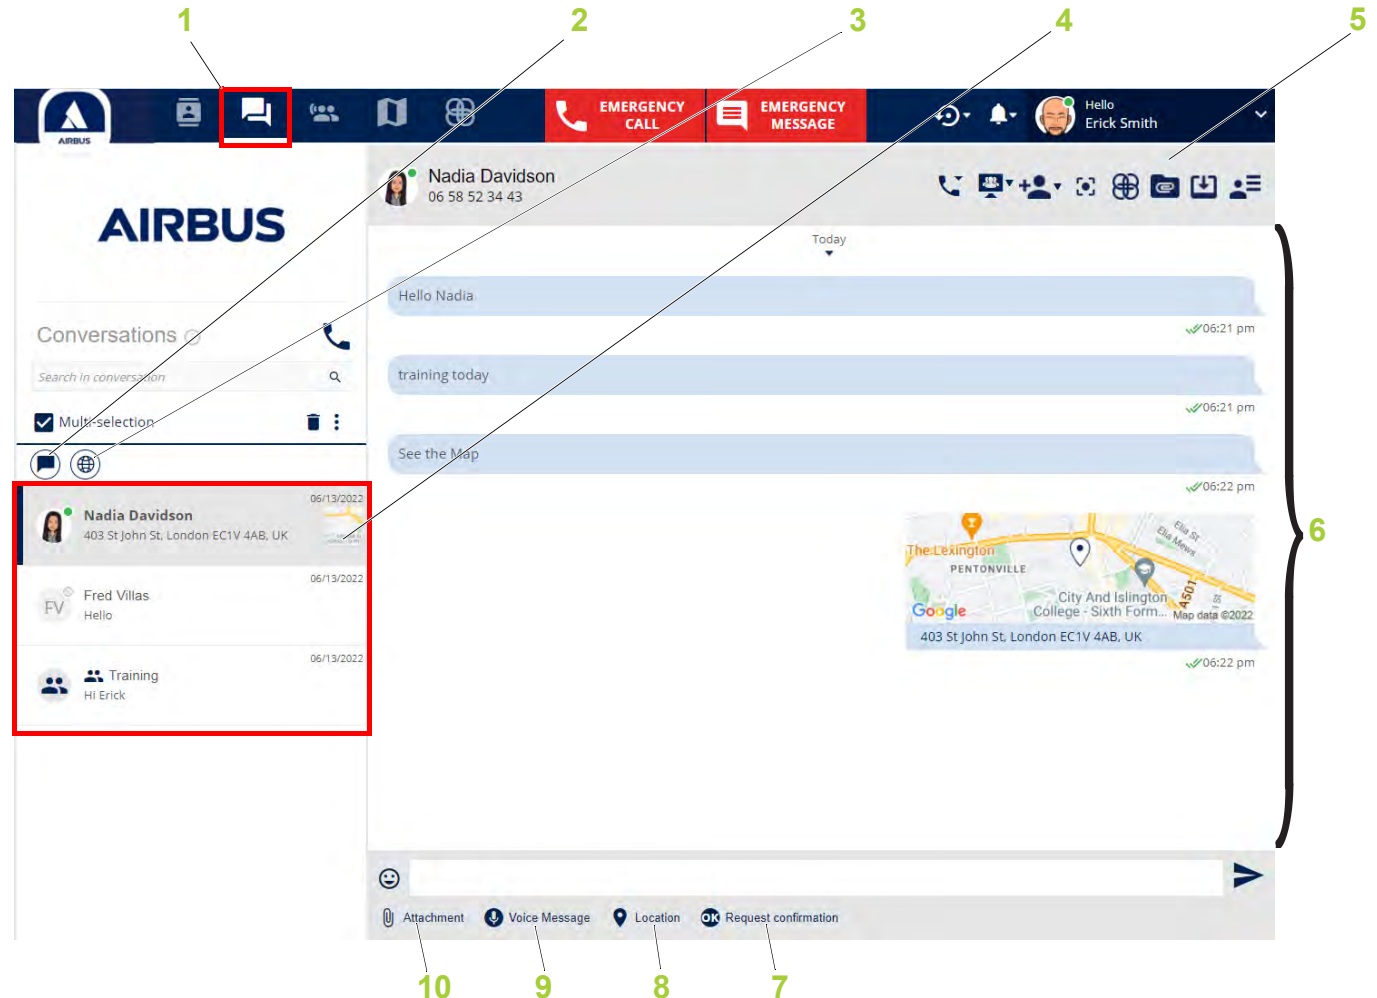 1 2 3 4 5
AIRBUS
EMERGENCY CALL
EMERGENCY MESSAGE
Hello
Erick Smith
Nadia Davidson
06 58 52 34 43
AIRBUS
Conversations
Search in conversation
Multi-selection
06/13/2022
Nadia Davidson
403 St John St, London EC1V 4AB, UK
06/13/2022
FV
Fred Villas
Hello
06/13/2022
Training
Hi Erick
Today
Hello Nadia
06:21 pm
training today
06:21 pm
See the Map
06:22 pm
The Lexington
PENTONVILLE
Elia St
Elia Mews
City And Islington
College - Sixth Form...
A501
Google
Map data ©2022
403 St John St, London EC1V 4AB, UK
06:22 pm
6
Attachment
Voice Message
Location
OK Request confirmation
10 9 8 7